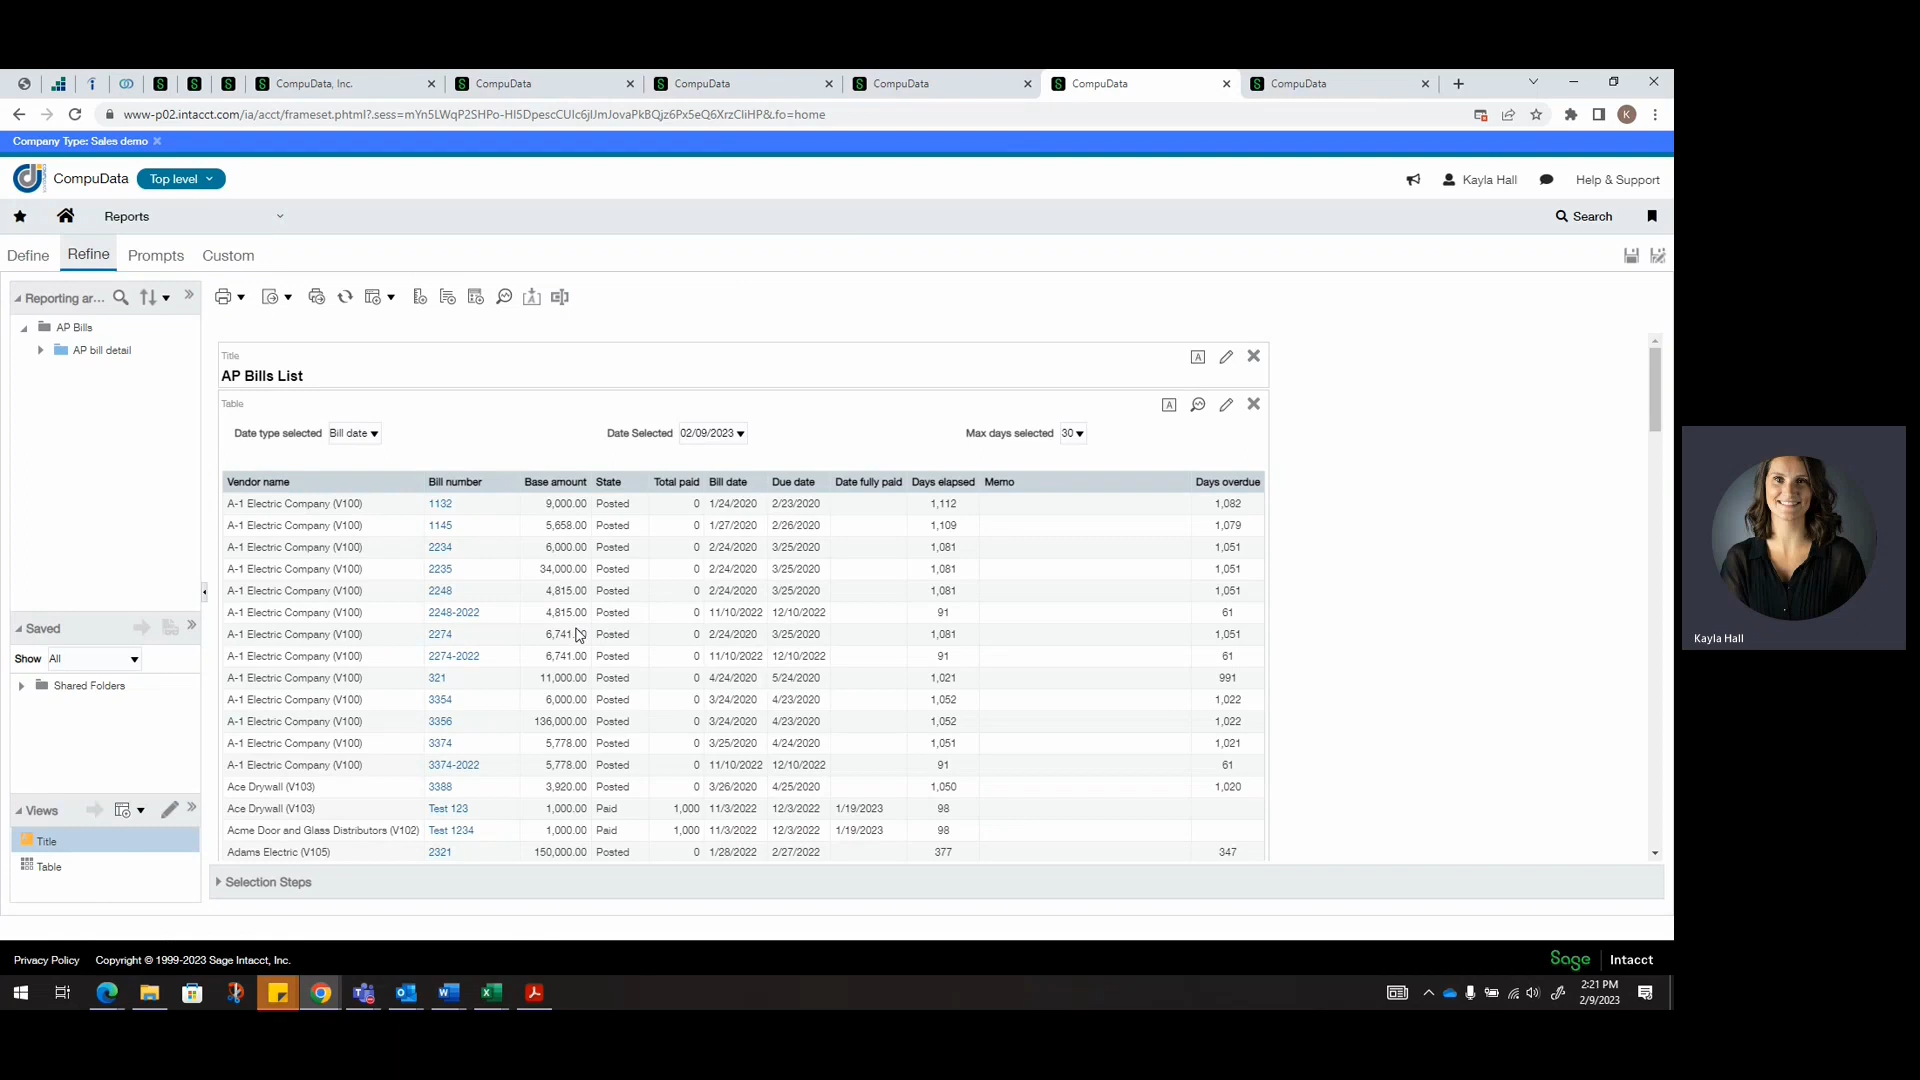 CompuData, Inc. CompuData CompuData CompuData CompuData CompuData
www-p02.intacct.com/ia/acct/frameset.phtml?.sess=mYn5LWqP2SHPo-HI5DpescCUIc6jlJmJovaPkBQjz6Px5eQ6XrzCliHP&.fo=home
Company Type: Sales demo
CompuData Top level Kayla Hall Help & Support
Reports Search
Define Refine Prompts Custom
Reporting ar...
AP Bills
AP bill detail
Title
AP Bills List
Table
Date type selected Bill date Date Selected 02/09/2023 Max days selected 30
Vendor name Bill number Base amount State Total paid Bill date Due date Date fully paid Days elapsed Memo Days overdue
A-1 Electric Company (V100) 1132 9,000.00 Posted 0 1/24/2020 2/23/2020 1,112 1,082
A-1 Electric Company (V100) 1145 5,658.00 Posted 0 1/27/2020 2/26/2020 1,109 1,079
A-1 Electric Company (V100) 2234 6,000.00 Posted 0 2/24/2020 3/25/2020 1,081 1,051
A-1 Electric Company (V100) 2235 34,000.00 Posted 0 2/24/2020 3/25/2020 1,081 1,051
A-1 Electric Company (V100) 2248 4,815.00 Posted 0 2/24/2020 3/25/2020 1,081 1,051
A-1 Electric Company (V100) 2248-2022 4,815.00 Posted 0 11/10/2022 12/10/2022 91 61
A-1 Electric Company (V100) 2274 6,741. 0 Posted 0 2/24/2020 3/25/2020 1,081 1,051
A-1 Electric Company (V100) 2274-2022 6,741.00 Posted 0 11/10/2022 12/10/2022 91 61
A-1 Electric Company (V100) 321 11,000.00 Posted 0 4/24/2020 5/24/2020 1,021 991
A-1 Electric Company (V100) 3354 6,000.00 Posted 0 3/24/2020 4/23/2020 1,052 1,022
A-1 Electric Company (V100) 3356 136,000.00 Posted 0 3/24/2020 4/23/2020 1,052 1,022
A-1 Electric Company (V100) 3374 5,778.00 Posted 0 3/25/2020 4/24/2020 1,051 1,021
A-1 Electric Company (V100) 3374-2022 5,778.00 Posted 0 11/10/2022 12/10/2022 91 61
Ace Drywall (V103) 3388 3,920.00 Posted 0 3/26/2020 4/25/2020 1,050 1,020
Ace Drywall (V103) Test 123 1,000.00 Paid 1,000 11/3/2022 12/3/2022 1/19/2023 98
Acme Door and Glass Distributors (V102) Test 1234 1,000.00 Paid 1,000 11/3/2022 12/3/2022 1/19/2023 98
Adams Electric (V105) 2321 150,000.00 Posted 0 1/28/2022 2/27/2022 377 347
Saved
Show All
Shared Folders
Views
Title
Table
Selection Steps
Kayla Hall
Privacy Policy Copyright © 1999-2023 Sage Intacct, Inc. Sage Intacct
2:21 PM
2/9/2023